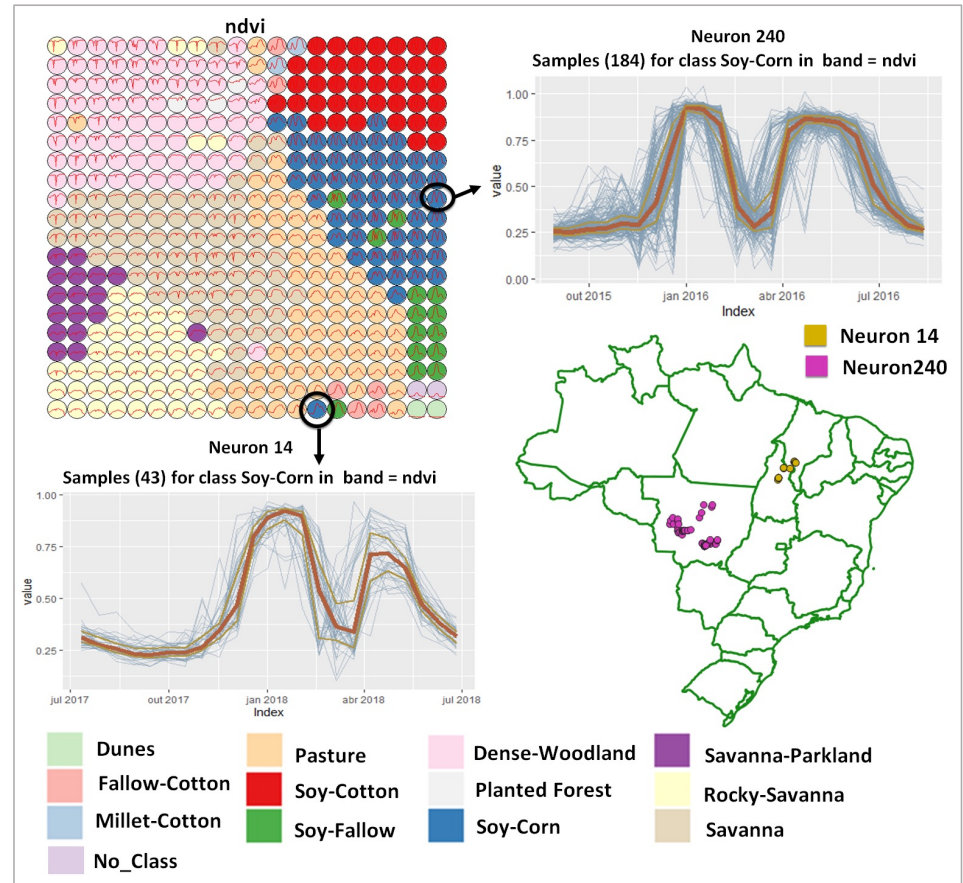 ndvi
Neuron 240
Samples (184) for class Soy-Corn in band = ndvi
1.00
0.75
0.50
0.25
0.00
value
out 2015
jan 2016
abr 2016
jul 2016
Index
Neuron 14
Neuron240
Neuron 14
Samples (43) for class Soy-Corn in band = ndvi
1.00
0.75
0.50
0.25
value
jul 2017
out 2017
jan 2018
abr 2018
jul 2018
Index
Dunes
Pasture
Dense-Woodland
Savanna-Parkland
Fallow-Cotton
Soy-Cotton
Planted Forest
Rocky-Savanna
Millet-Cotton
Soy-Fallow
Soy-Corn
Savanna
No_Class